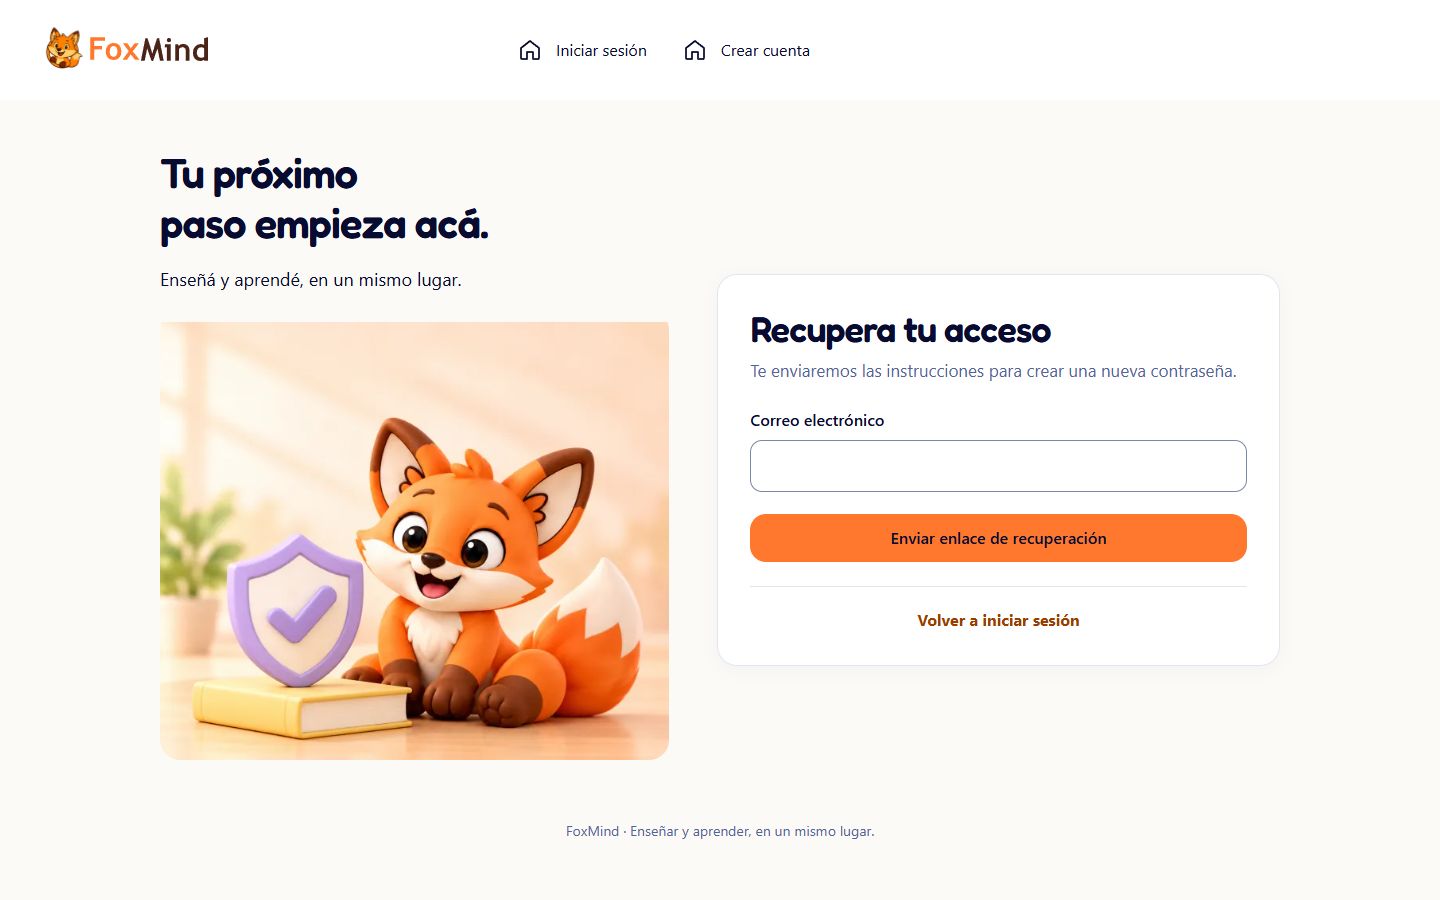 FoxMind
Iniciar sesión
Crear cuenta
Tu próximo
paso empieza acá.
Enseñá y aprendé, en un mismo lugar.
Recupera tu acceso
Te enviaremos las instrucciones para crear una nueva contraseña.
Correo electrónico
Enviar enlace de recuperación
Volver a iniciar sesión
FoxMind · Enseñar y aprender, en un mismo lugar.